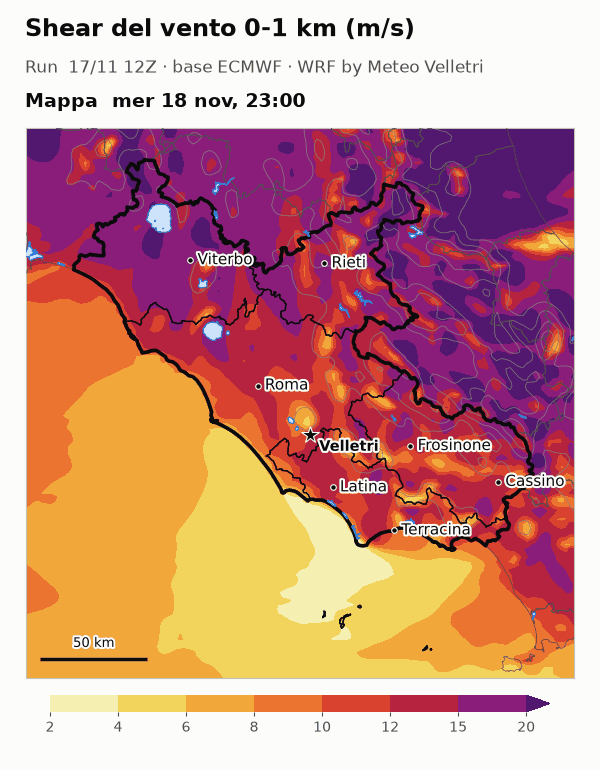 Shear del vento 0-1 km (m/s)
Run  17/11 12Z · base ECMWF · WRF by Meteo Velletri
Mappa  mer 18 nov, 23:00
Viterbo
Rieti
Roma
Velletri
Frosinone
Cassino
Latina
Terracina
50 km
2 4 6 8 10 12 15 20